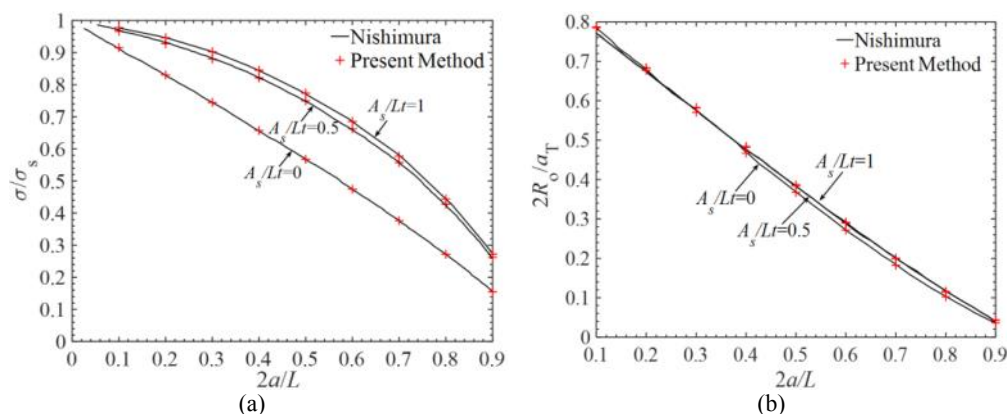 1
0.9
0.8
0.7
0.6
0.5
0.4
0.3
0.2
0.1
0
σ/σs
Nishimura
Present Method
As/Lt=1
As/Lt=0.5
As/Lt=0
0 0.1 0.2 0.3 0.4 0.5 0.6 0.7 0.8 0.9
2a/L
(a)
0.8
0.7
0.6
0.5
0.4
0.3
0.2
0.1
0
2Ro/aT
Nishimura
Present Method
As/Lt=1
As/Lt=0
As/Lt=0.5
0.1 0.2 0.3 0.4 0.5 0.6 0.7 0.8 0.9
2a/L
(b)